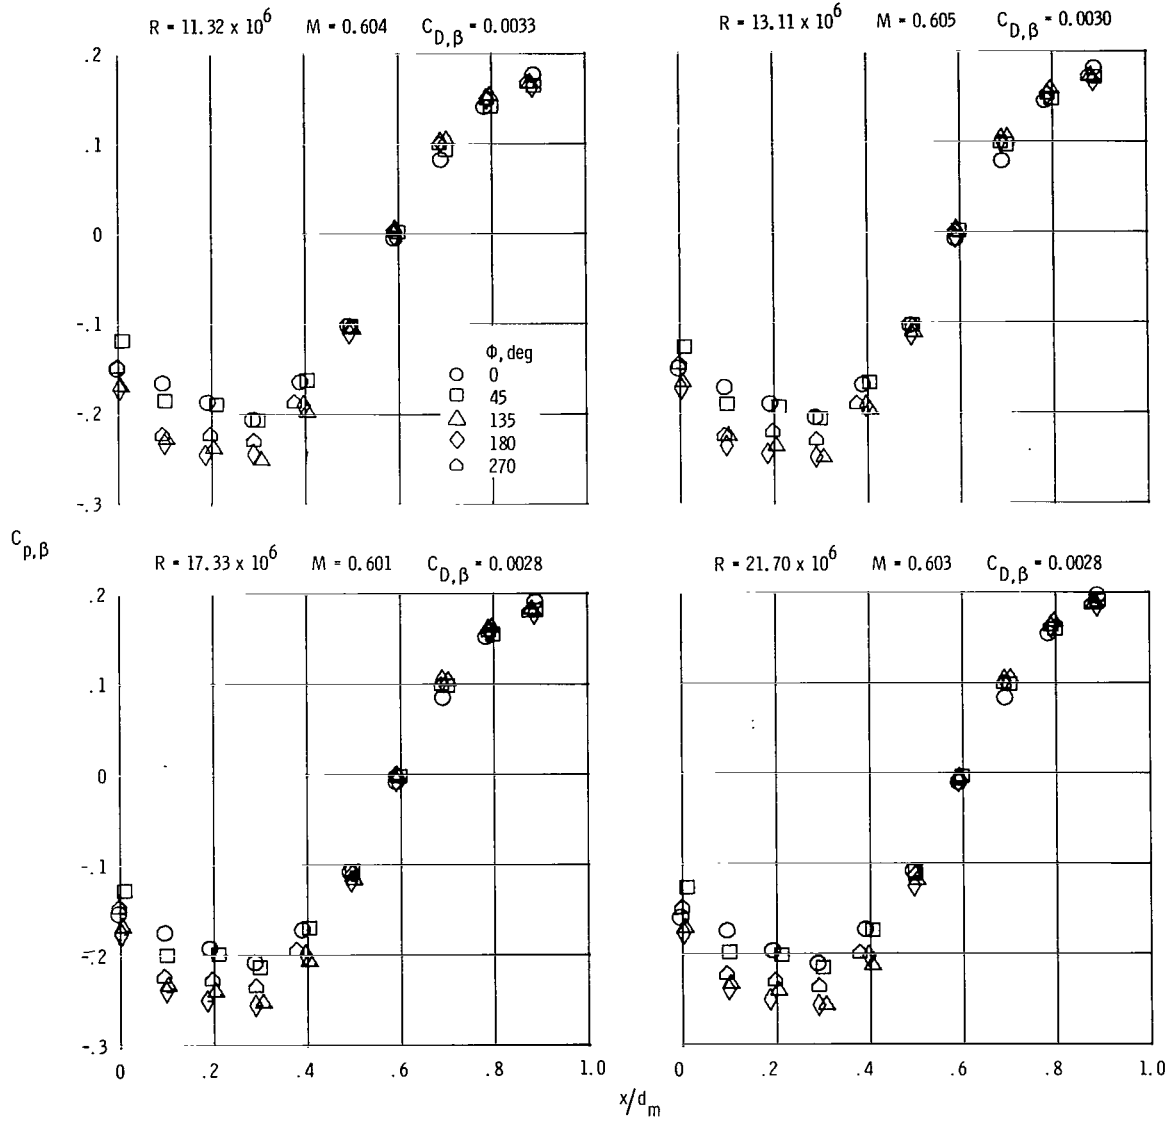 R = 11.32 x 10^6 M = 0.604 C_D,β = 0.0033
R = 13.11 x 10^6 M = 0.605 C_D,β = 0.0030
.2
.1
0
-.1
-.2
-.3
Φ, deg
0
45
135
180
270
C_p,β
R = 17.33 x 10^6 M = 0.601 C_D,β = 0.0028
R = 21.70 x 10^6 M = 0.603 C_D,β = 0.0028
.2
.1
0
-.1
-.2
-.3
0 .2 .4 .6 .8 1.0
0 .2 .4 .6 .8 1.0
x/d_m